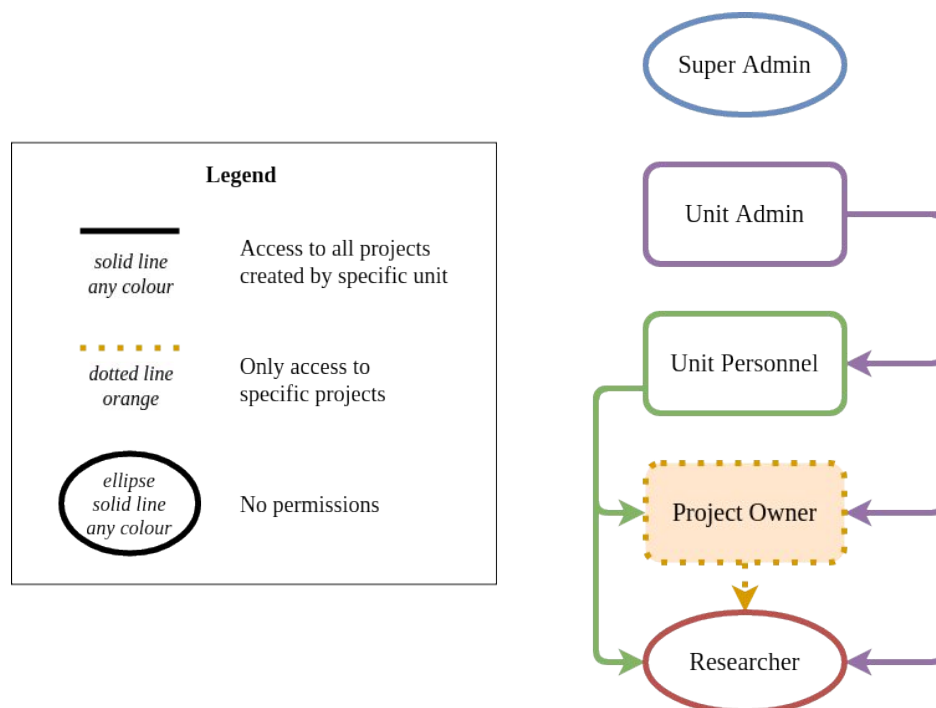 Super Admin
Legend
Unit Admin
solid line
any colour
Access to all projects
created by specific unit
Unit Personnel
dotted line
orange
Only access to
specific projects
ellipse
solid line
any colour
No permissions
Project Owner
Researcher